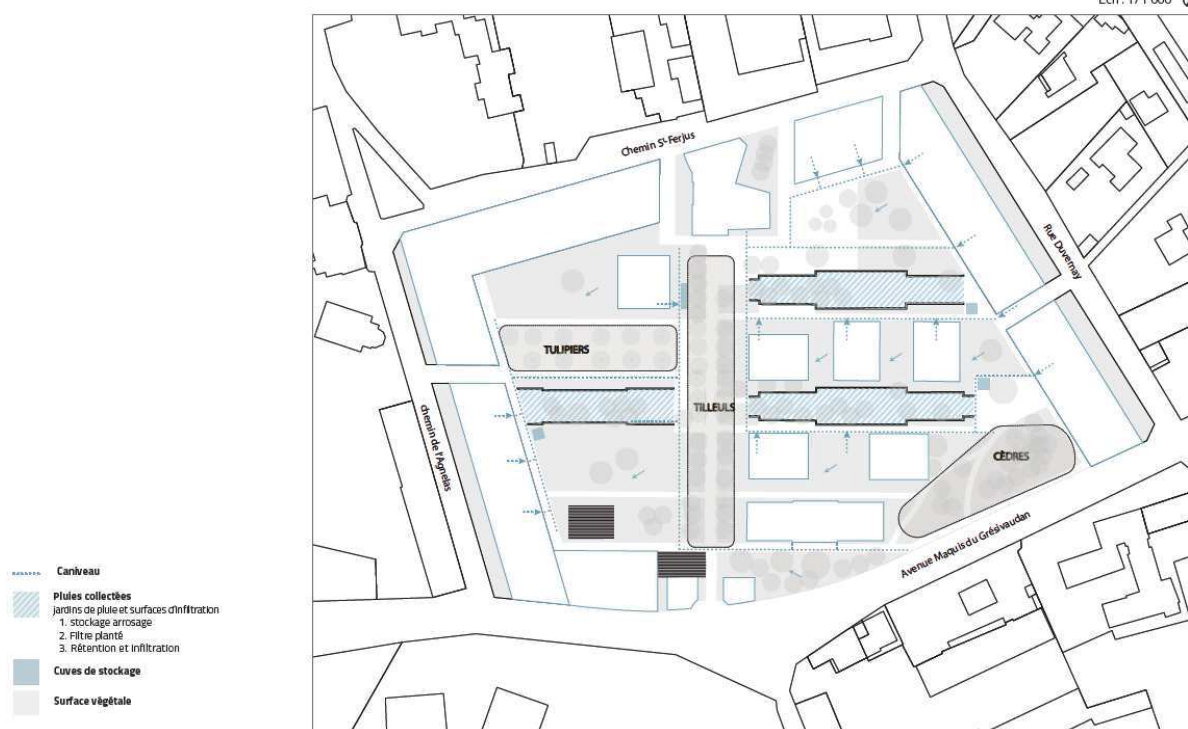 Ech : 1 / 1 000
Chemin St-Ferjus
Rue Duvernay
TULIPIERS
TILLEULS
chemin de l'Agnelas
CÈDRES
Avenue Maquis du Grésivaudan
Caniveau
Pluies collectées
jardins de pluie et surfaces d'infiltration
1. stockage arrosage
2. Filtre planté
3. Rétention et infiltration
Cuves de stockage
Surface végétale